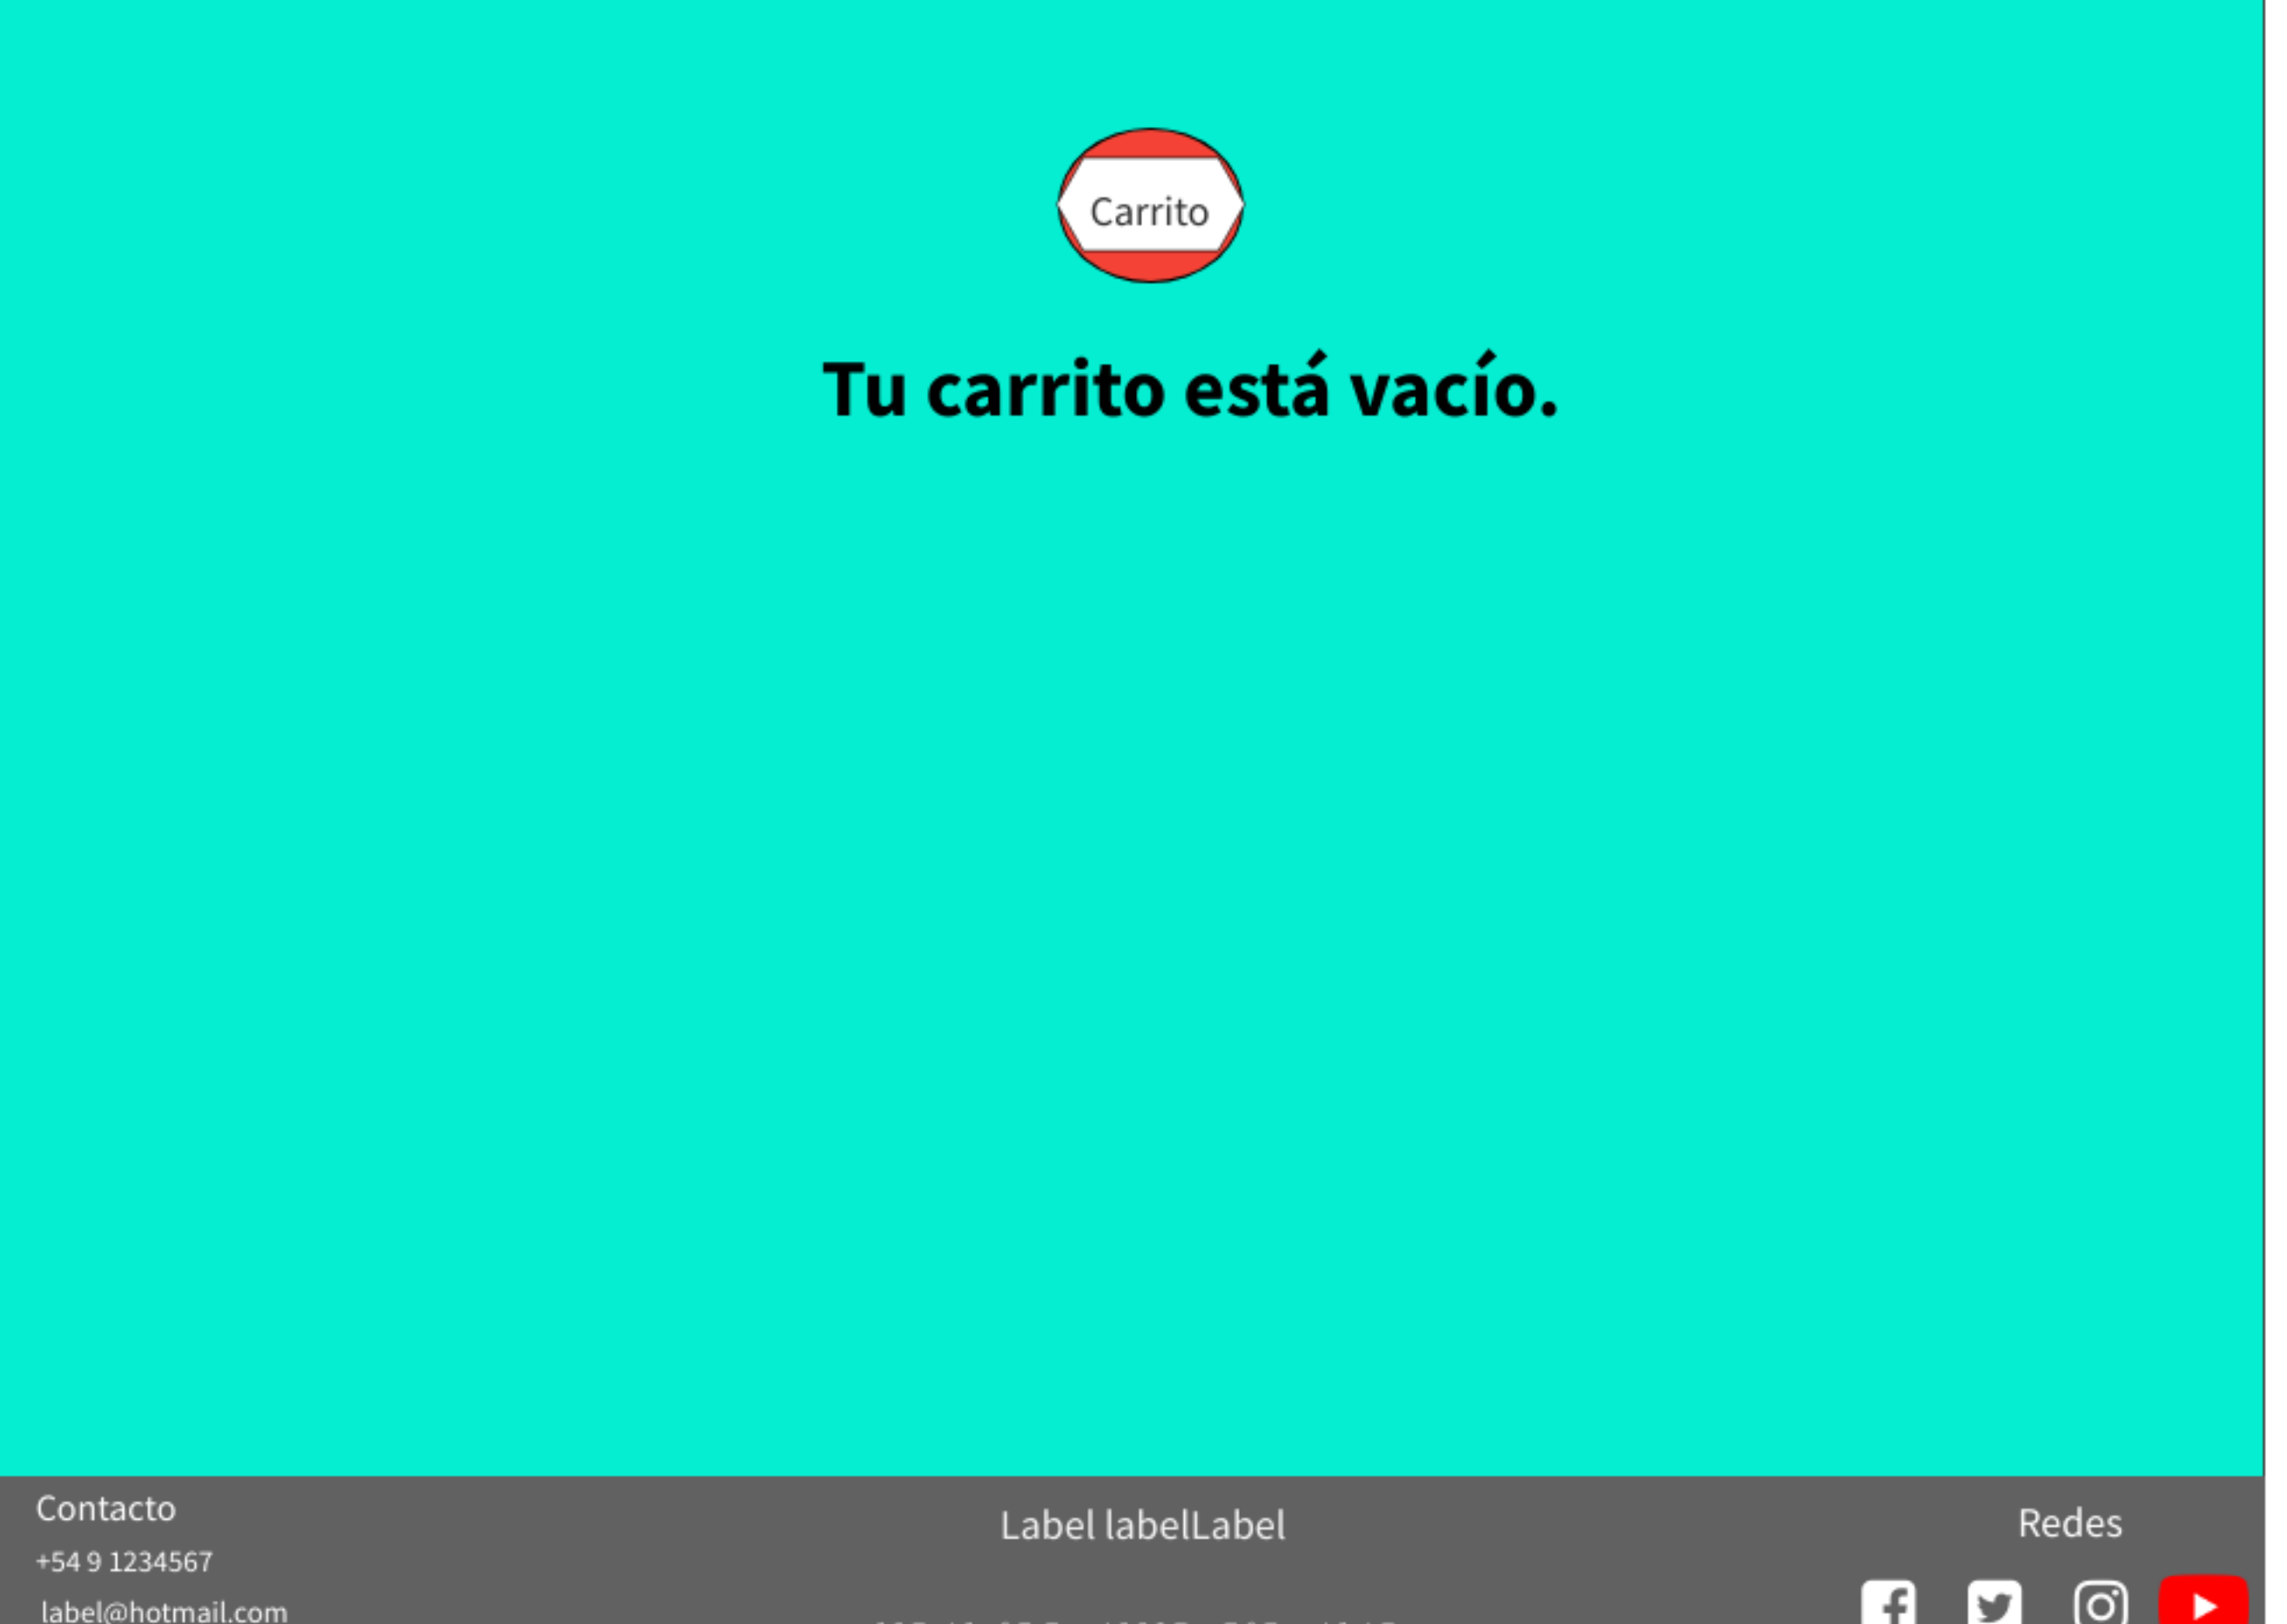 Carrito
Tu carrito está vacío.
Contacto
+54 9 1234567
label@hotmail.com
Label labelLabel
Redes